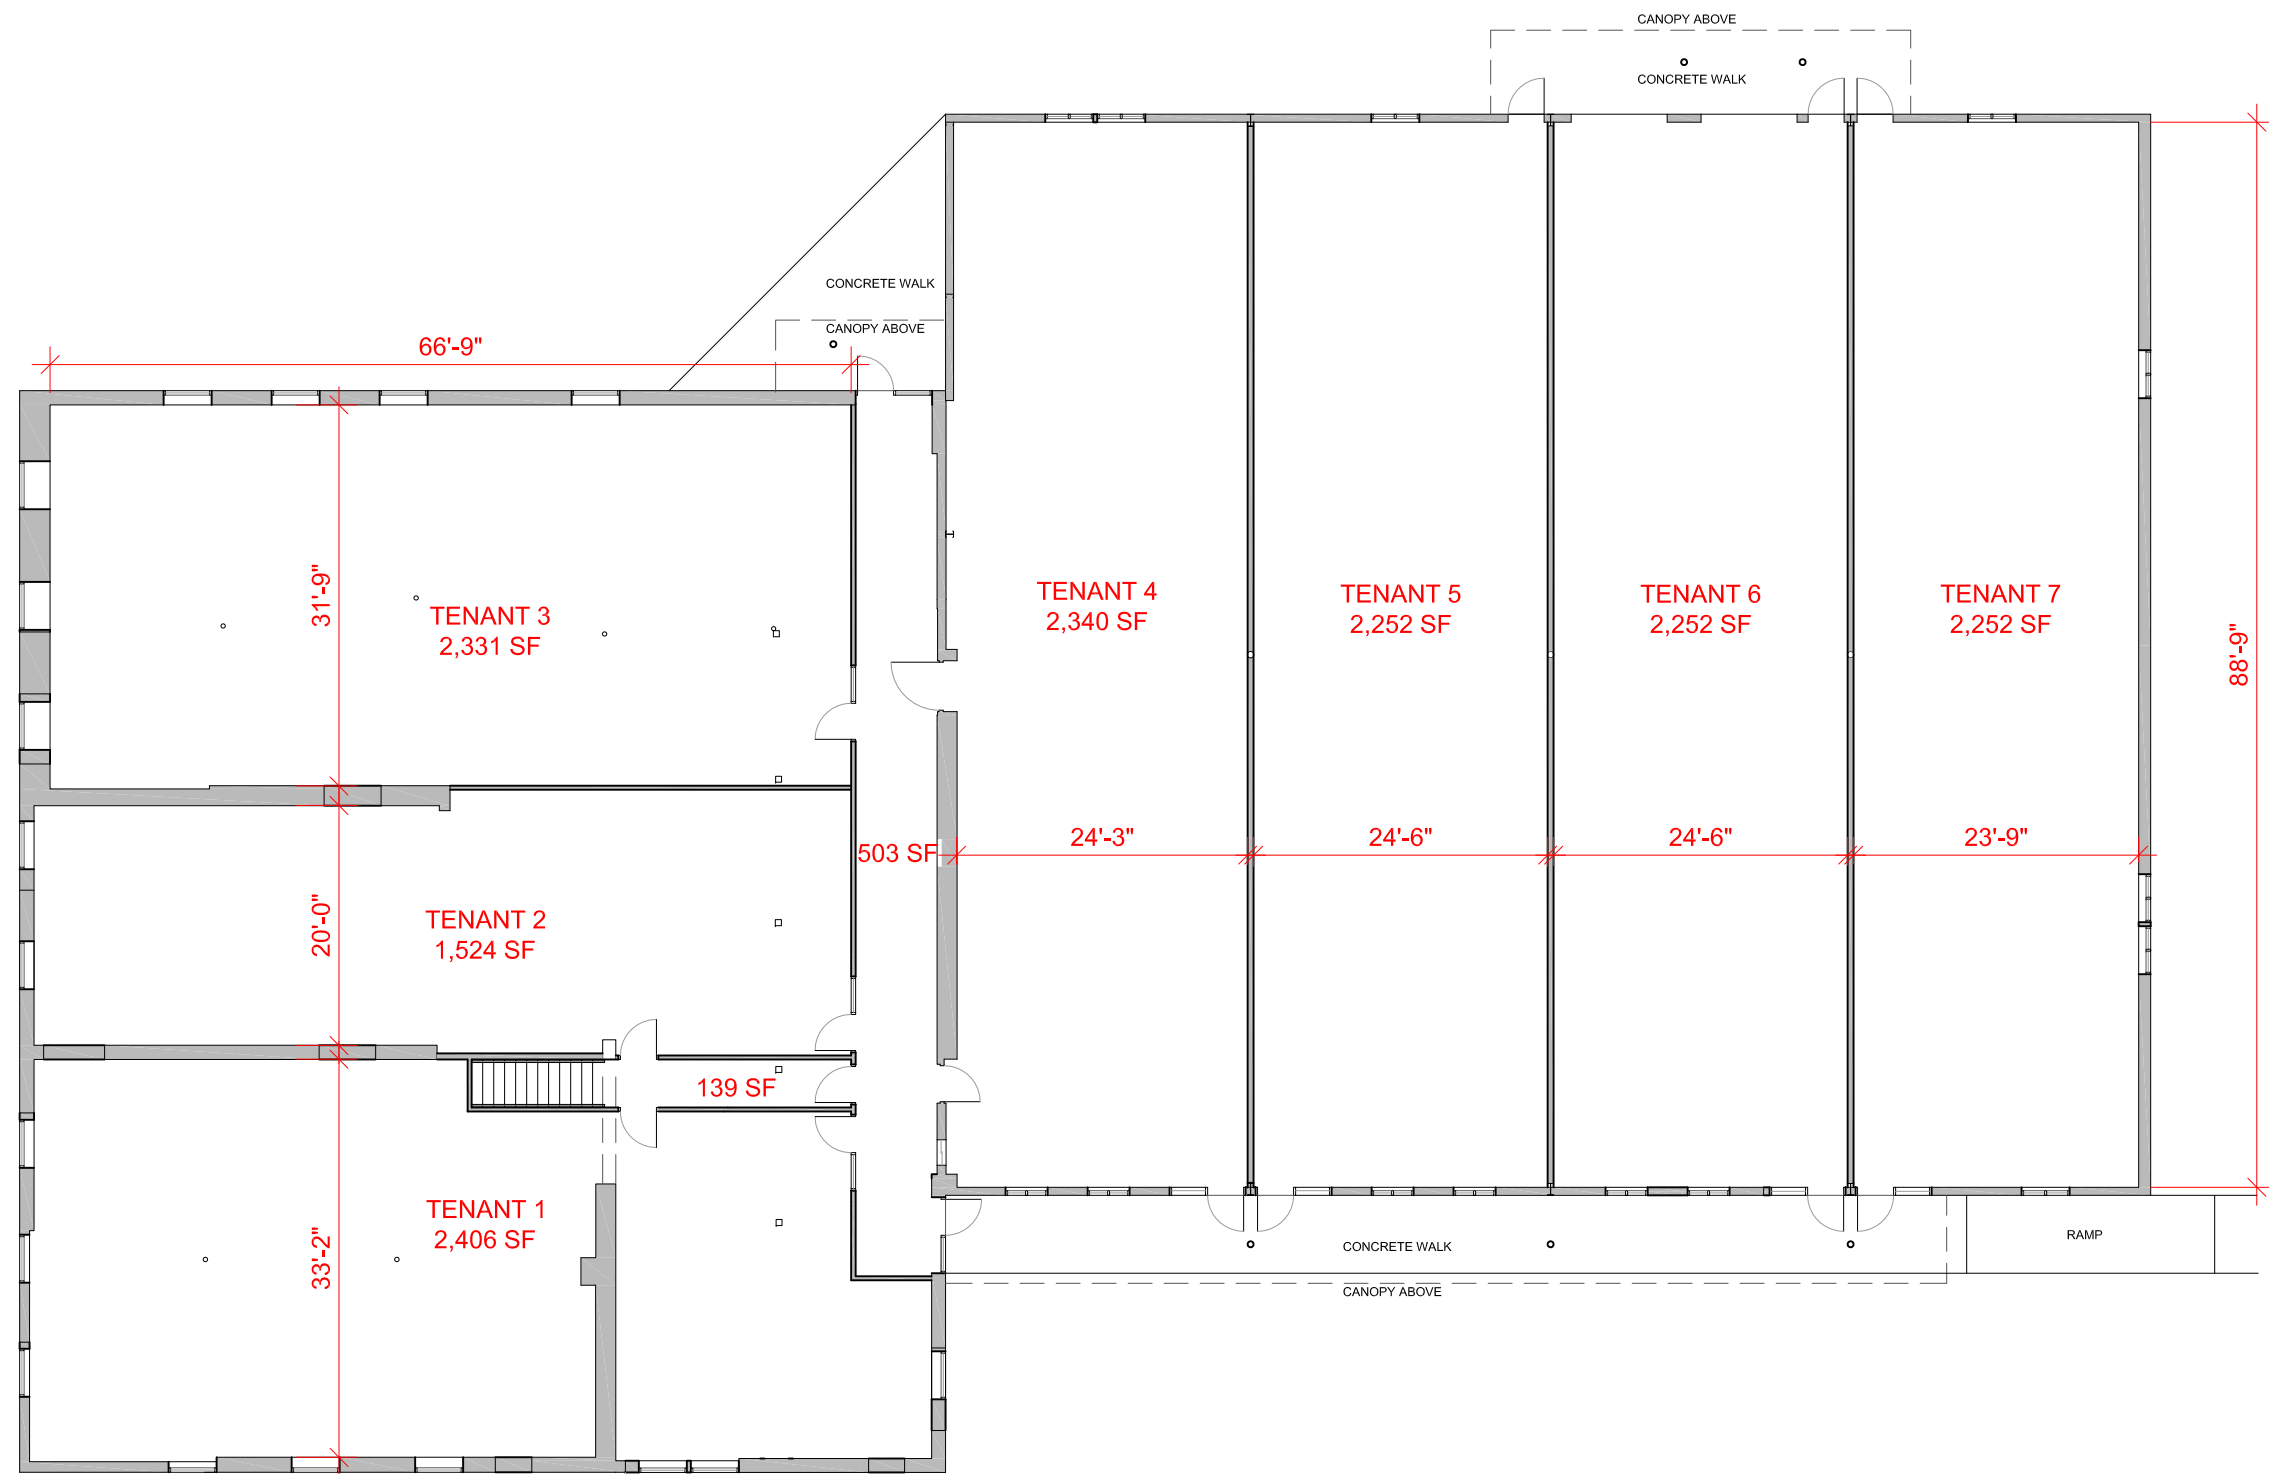 CANOPY ABOVE
CONCRETE WALK
CONCRETE WALK
CANOPY ABOVE
66'-9"
31'-9"
TENANT 3
2,331 SF
TENANT 4
2,340 SF
TENANT 5
2,252 SF
TENANT 6
2,252 SF
TENANT 7
2,252 SF
88'-9"
503 SF
24'-3"
24'-6"
24'-6"
23'-9"
20'-0"
TENANT 2
1,524 SF
139 SF
TENANT 1
2,406 SF
33'-2"
CONCRETE WALK
CANOPY ABOVE
RAMP